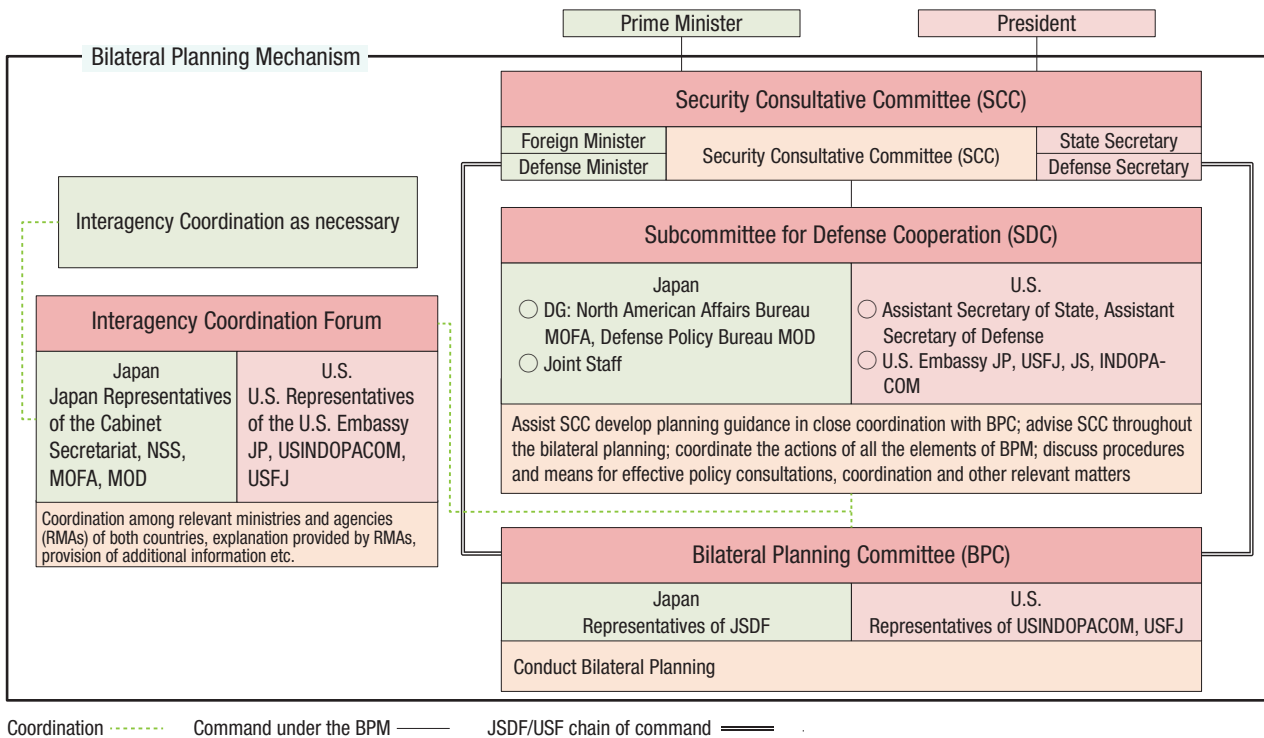 Prime Minister
President
Bilateral Planning Mechanism
Security Consultative Committee (SCC)
Foreign Minister
Defense Minister
Security Consultative Committee (SCC)
State Secretary
Defense Secretary
Interagency Coordination as necessary
Subcommittee for Defense Cooperation (SDC)
Japan
○ DG: North American Affairs Bureau
MOFA, Defense Policy Bureau MOD
○ Joint Staff
U.S.
○ Assistant Secretary of State, Assistant
Secretary of Defense
○ U.S. Embassy JP, USFJ, JS, INDOPA-
COM
Assist SCC develop planning guidance in close coordination with BPC; advise SCC throughout
the bilateral planning; coordinate the actions of all the elements of BPM; discuss procedures
and means for effective policy consultations, coordination and other relevant matters
Interagency Coordination Forum
Japan
Japan Representatives
of the Cabinet
Secretariat, NSS,
MOFA, MOD
U.S.
U.S. Representatives
of the U.S. Embassy
JP, USINDOPACOM,
USFJ
Coordination among relevant ministries and agencies
(RMAs) of both countries, explanation provided by RMAs,
provision of additional information etc.
Bilateral Planning Committee (BPC)
Japan
Representatives of JSDF
U.S.
Representatives of USINDOPACOM, USFJ
Conduct Bilateral Planning
Coordination
Command under the BPM
JSDF/USF chain of command